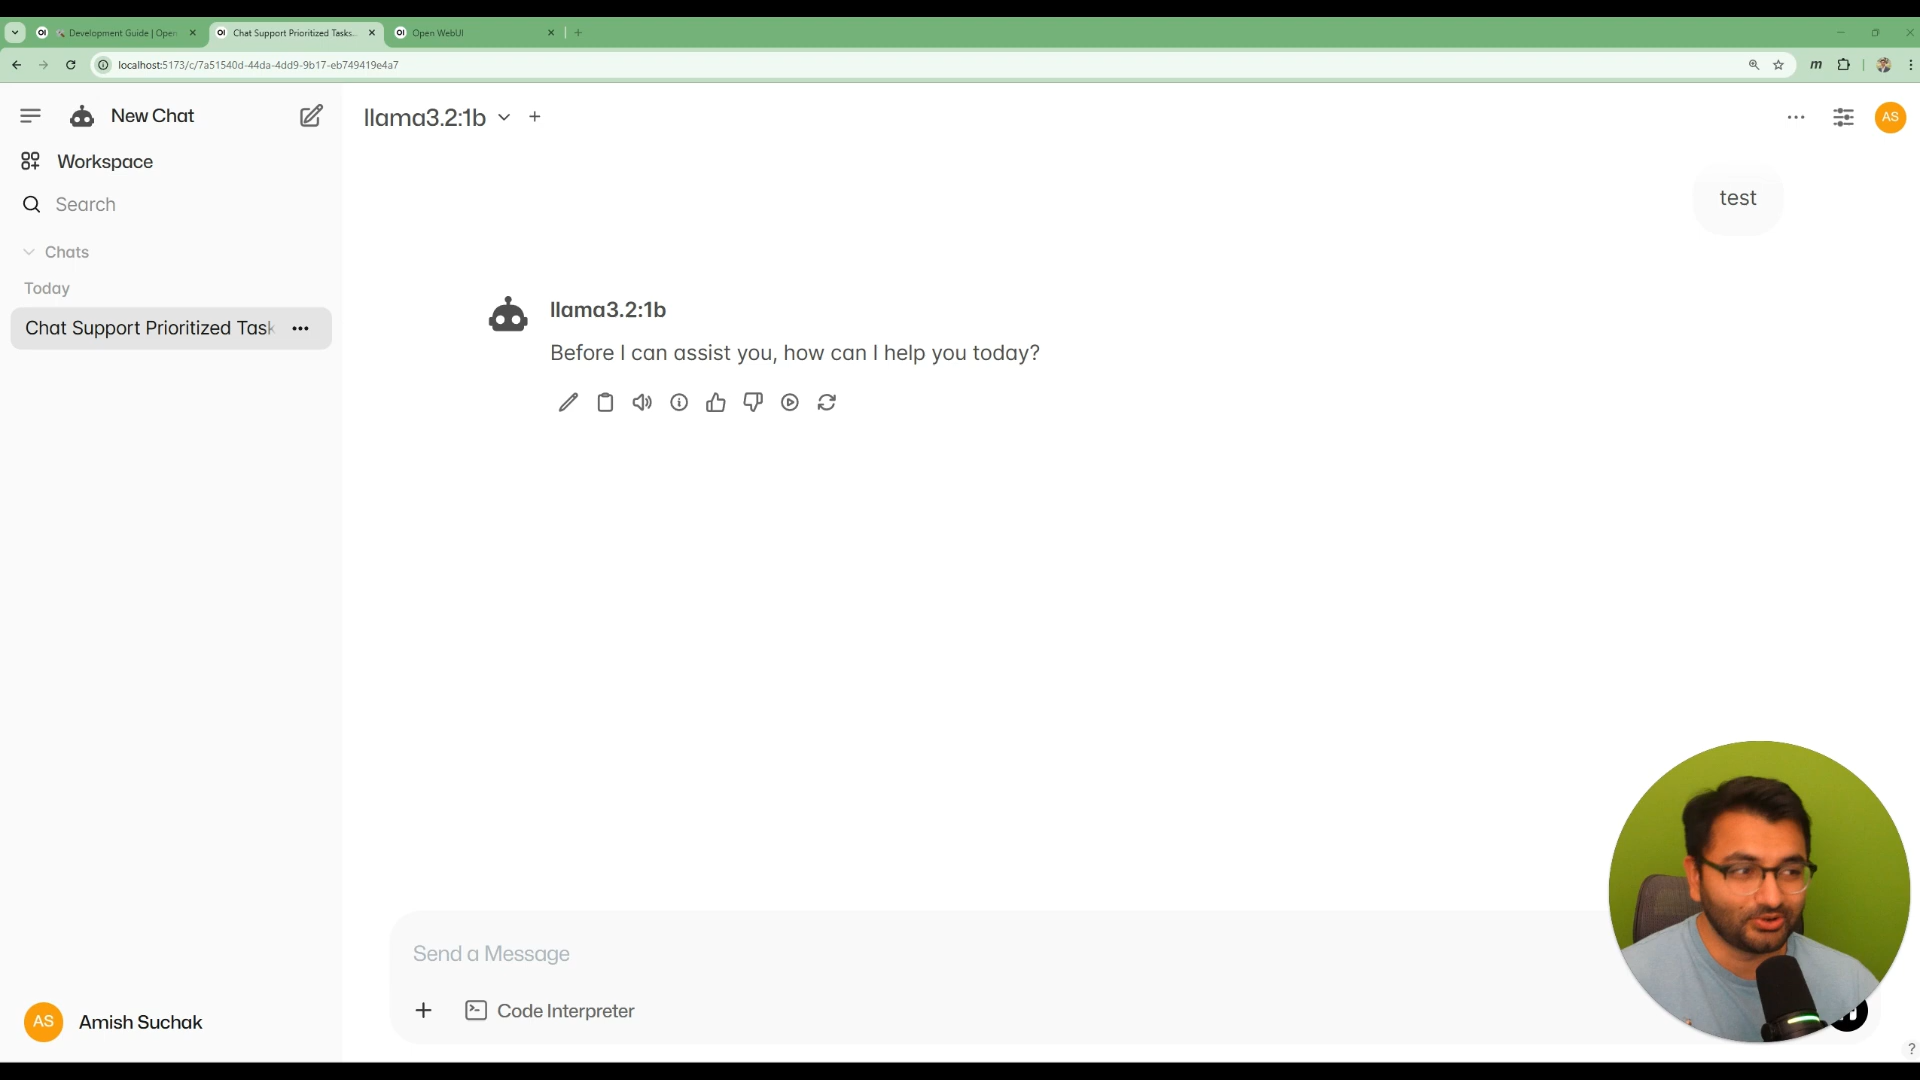 Development Guide | Open
Chat Support Prioritized Tasks..
OI
Open WebUI
localhost:5173/c/7a51540d-44da-4dd9-9b17-eb749419e4a7
New Chat
llama3.2:1b
AS
Workspace
Search
Chats
Today
Chat Support Prioritized Task
test
llama3.2:1b
Before I can assist you, how can I help you today?
Send a Message
Code Interpreter
AS
Amish Suchak
?